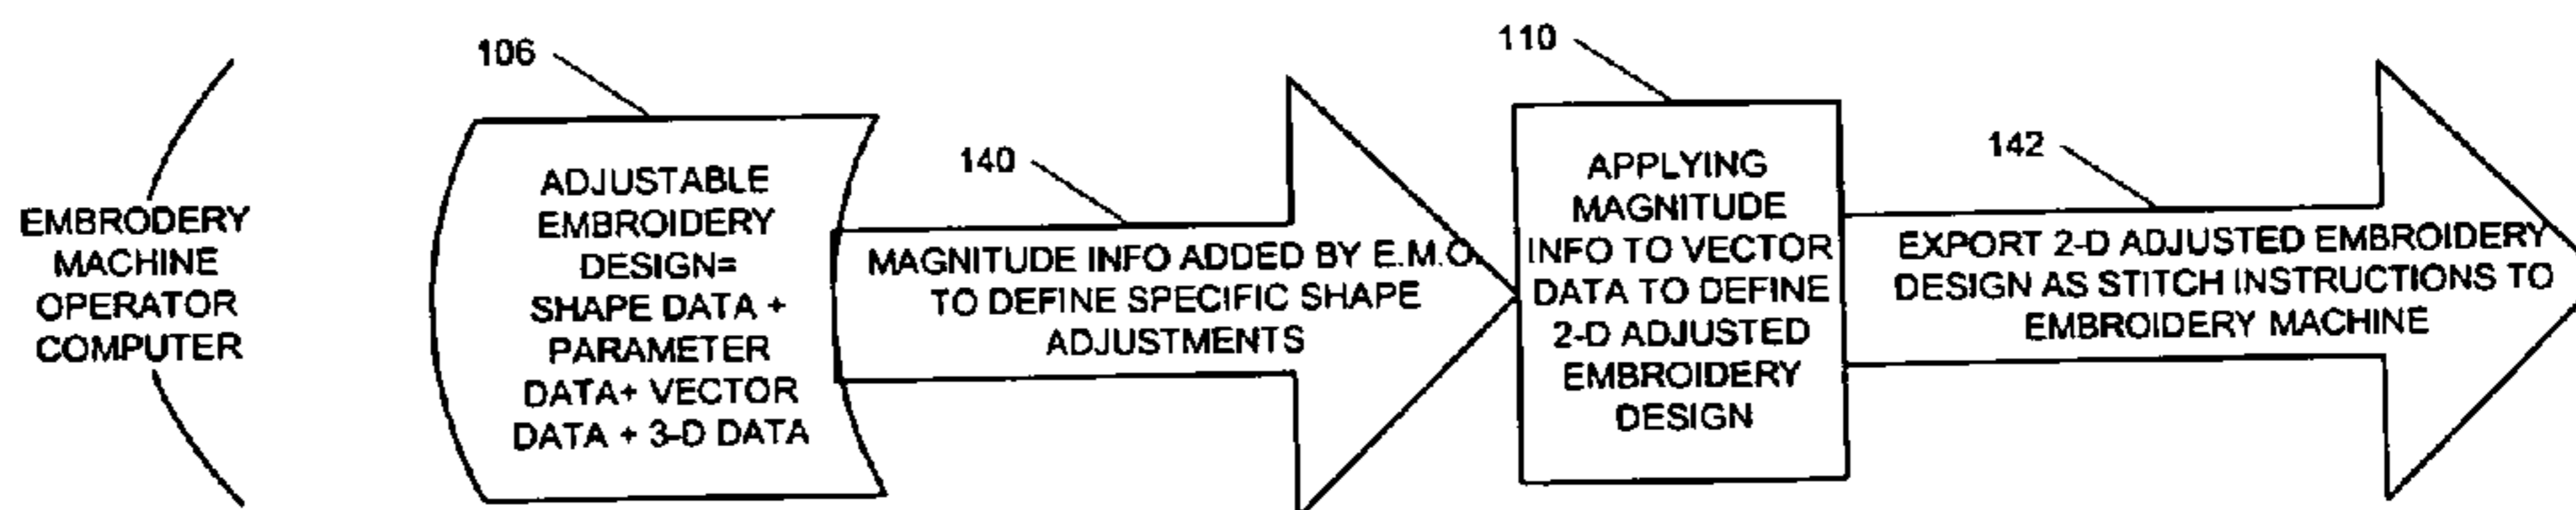 EMBRODERY
MACHINE
OPERATOR
COMPUTER
106
ADJUSTABLE
EMBROIDERY
DESIGN=
SHAPE DATA +
PARAMETER
DATA+ VECTOR
DATA + 3-D DATA
140
MAGNITUDE INFO ADDED BY E.M.O.
TO DEFINE SPECIFIC SHAPE
ADJUSTMENTS
110
APPLYING
MAGNITUDE
INFO TO VECTOR
DATA TO DEFINE
2-D ADJUSTED
EMBROIDERY
DESIGN
142
EXPORT 2-D ADJUSTED EMBROIDERY
DESIGN AS STITCH INSTRUCTIONS TO
EMBROIDERY MACHINE